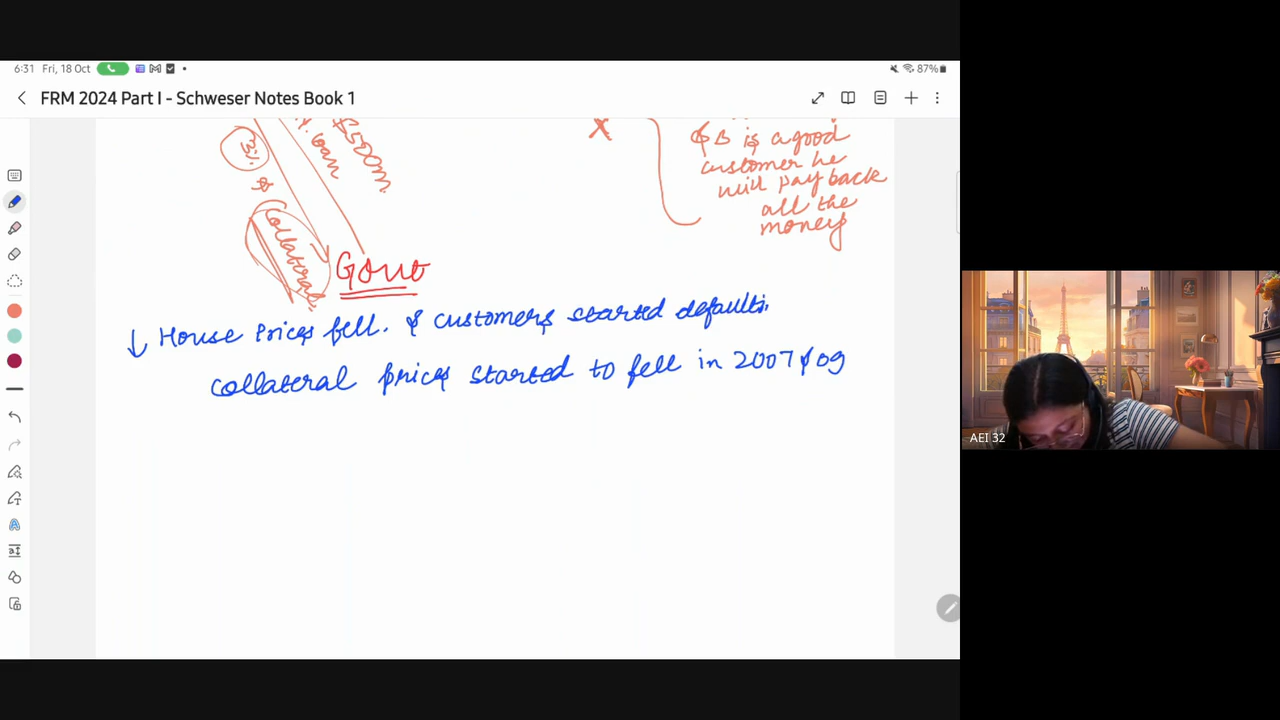 6:31 Fri, 18 Oct
87%
FRM 2024 Part I - Schweser Notes Book 1
$500m
loan
3%
&
Collateral
X
& B is a good
customer he
will pay back
all the
money
↓ House Prices fell. & customers started defaultin
collateral prices started to fell in 2007 & 09
AEI 32